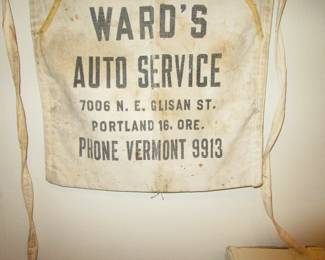 WARD'S
AUTO SERVICE
7006 N. E. GLISAN ST.
PORTLAND 16, ORE.
PHONE VERMONT 9913